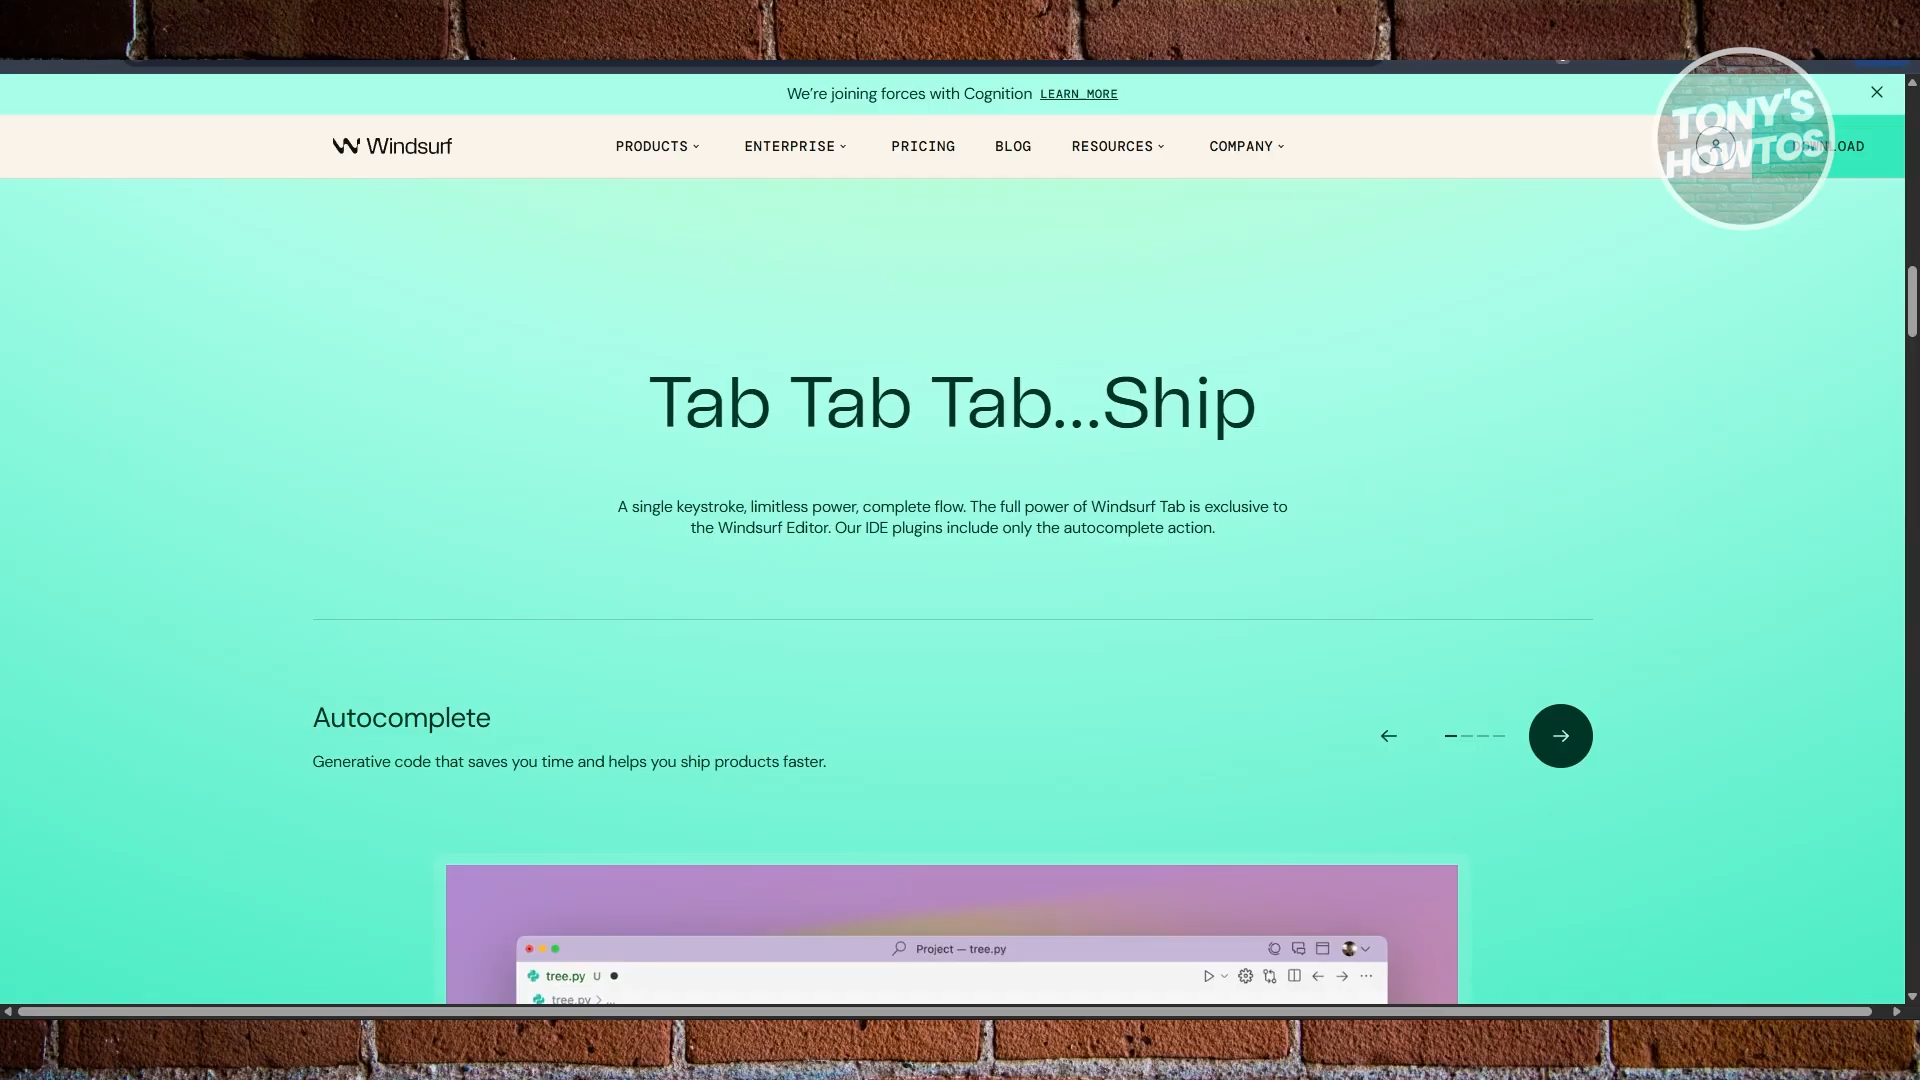 We're joining forces with Cognition LEARN MORE
Windsurf
PRODUCTS
ENTERPRISE
PRICING
BLOG
RESOURCES
COMPANY
DOWNLOAD
TONY'S
HOWTOS
Tab Tab Tab...Ship
A single keystroke, limitless power, complete flow. The full power of Windsurf Tab is exclusive to
the Windsurf Editor. Our IDE plugins include only the autocomplete action.
Autocomplete
Generative code that saves you time and helps you ship products faster.
Project — tree.py
tree.py U
tree.py > ...